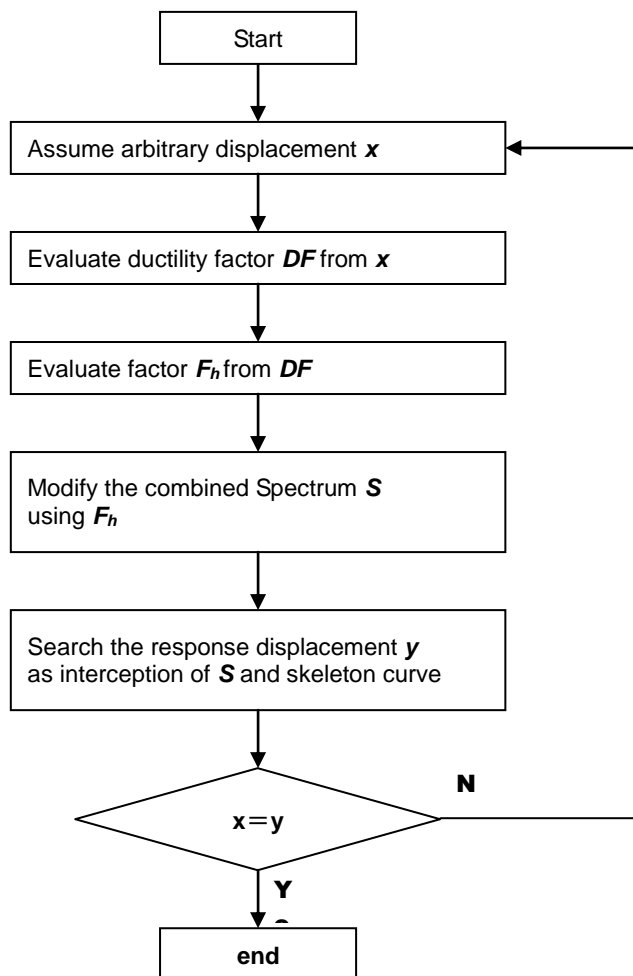 Start
Assume arbitrary displacement x
Evaluate ductility factor DF from x
Evaluate factor Fh from DF
Modify the combined Spectrum S
using Fh
Search the response displacement y
as interception of S and skeleton curve
N
x=y
Y
end